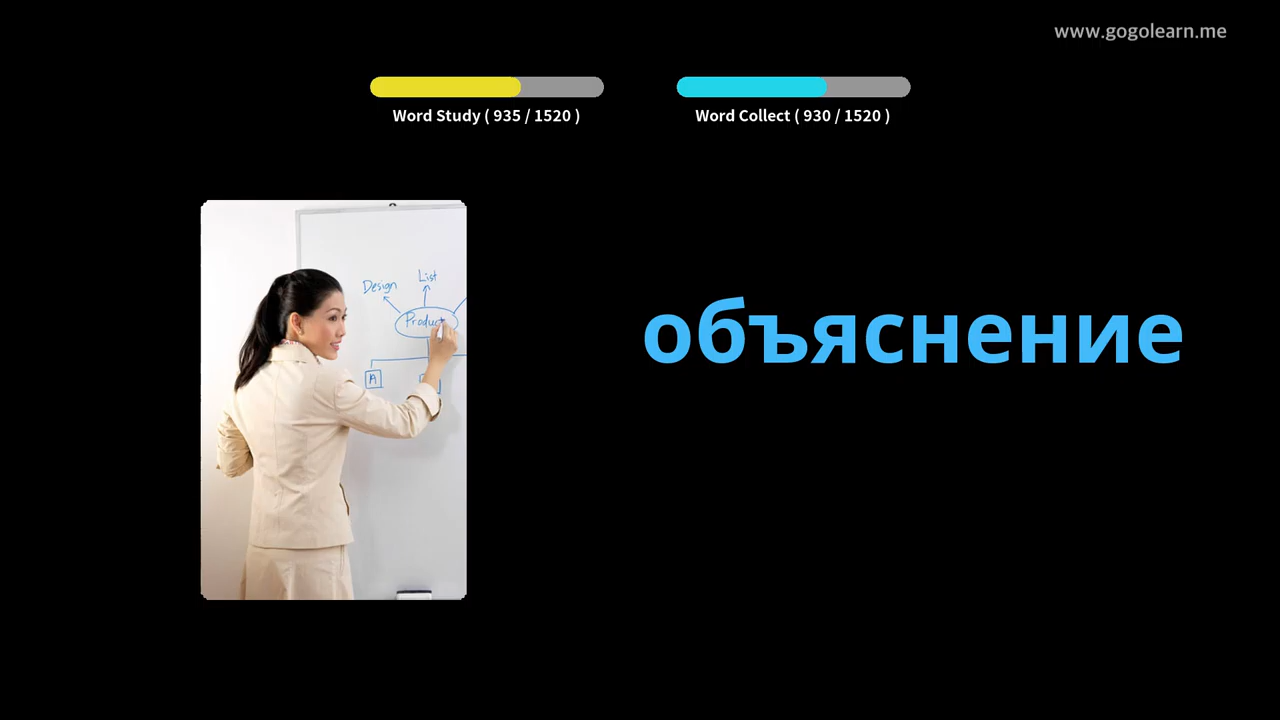 www.gogolearn.me
Word Study ( 935 / 1520 )
Word Collect ( 930 / 1520 )
List
Design
Product
A
объяснение